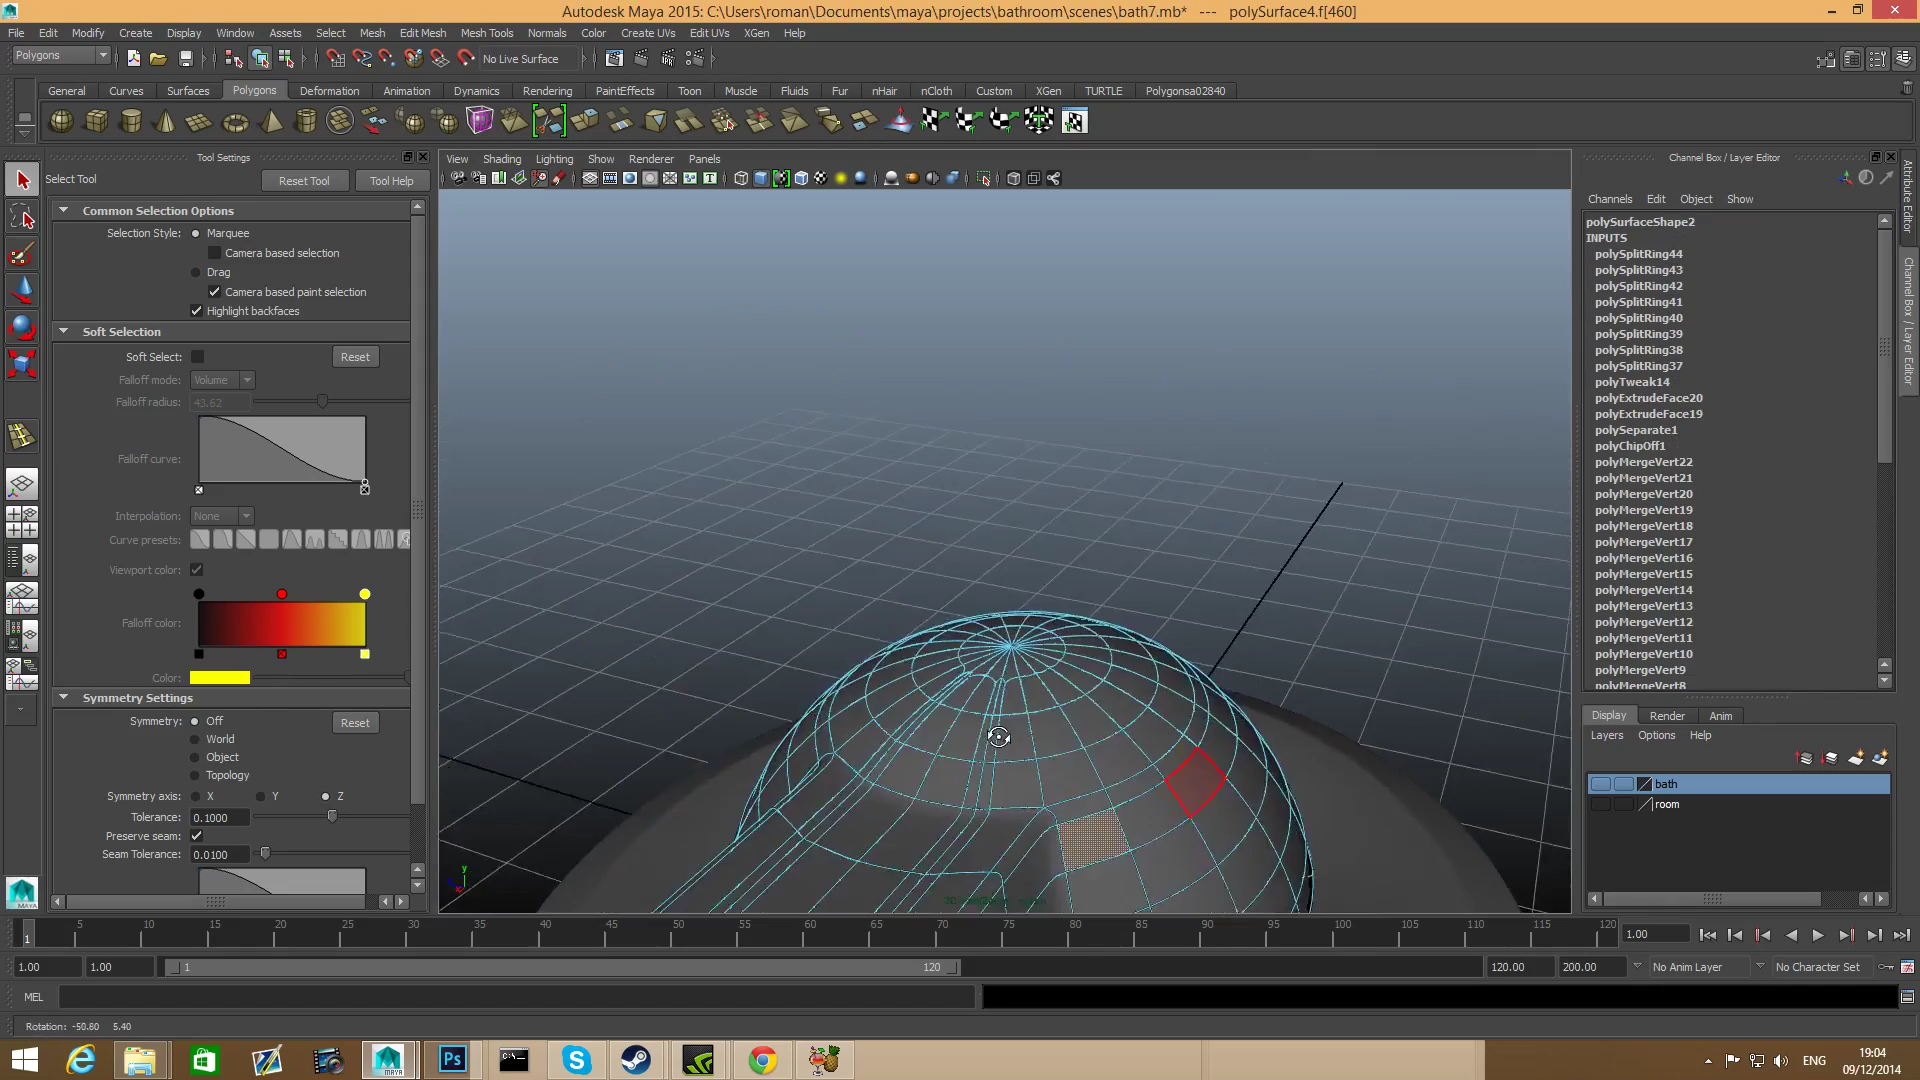 Autodesk Maya 2015: C:\Users\roman\Documents\maya\projects\bathroom\scenes\bath7.mb* --- polySurface4.f[460]
File Edit Modify Create Display Window Assets Select Mesh Edit Mesh Mesh Tools Normals Color Create UVs Edit UVs XGen Help
Polygons No Live Surface
General Curves Surfaces Polygons Deformation Animation Dynamics Rendering PaintEffects Toon Muscle Fluids Fur nHair nCloth Custom XGen TURTLE Polygonsa02840
Tool Settings
Select Tool Reset Tool Tool Help
Common Selection Options
Selection Style: Marquee
Camera based selection
Drag
Camera based paint selection
Highlight backfaces
Soft Selection
Soft Select: Reset
Falloff mode: Volume
Falloff radius: 43.62
Falloff curve:
Interpolation: None
Curve presets:
Viewport color:
Falloff color:
Color:
Symmetry Settings
Symmetry: Off Reset
World
Object
Topology
Symmetry axis: X Y Z
Tolerance: 0.1000
Preserve seam:
Seam Tolerance: 0.0100
View Shading Lighting Show Renderer Panels
y
x
Channel Box / Layer Editor
Channels Edit Object Show
polySurfaceShape2
INPUTS
polySplitRing44
polySplitRing43
polySplitRing42
polySplitRing41
polySplitRing40
polySplitRing39
polySplitRing38
polySplitRing37
polyTweak14
polyExtrudeFace20
polyExtrudeFace19
polySeparate1
polyChipOff1
polyMergeVert22
polyMergeVert21
polyMergeVert20
polyMergeVert19
polyMergeVert18
polyMergeVert17
polyMergeVert16
polyMergeVert15
polyMergeVert14
polyMergeVert13
polyMergeVert12
polyMergeVert11
polyMergeVert10
polyMergeVert9
polyMergeVert8
Attribute Editor
Channel Box / Layer Editor
Display Render Anim
Layers Options Help
bath
room
1 5 10 15 20 25 30 35 40 45 50 55 60 65 70 75 80 85 90 95 100 105 110 115 120 1.00
1.00 1.00 1 120 120.00 200.00 No Anim Layer No Character Set
MEL
Rotation: -50.80 5.40
MAYA
Ps
ENG
19:04
09/12/2014